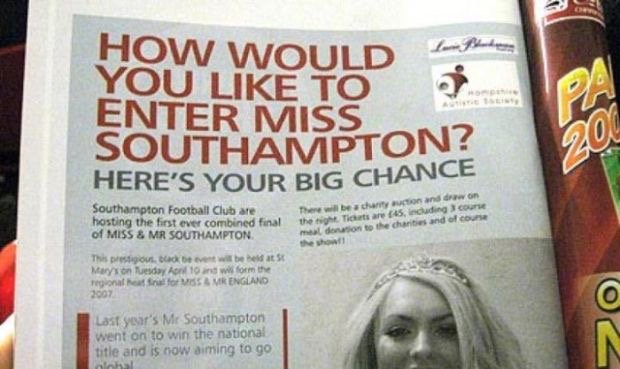 HOW WOULD
YOU LIKE TO
ENTER MISS
SOUTHAMPTON?
HERE'S YOUR BIG CHANCE
Hampshire
Autistic Society
Southampton Football Club are
hosting the first ever combined final
of MISS & MR SOUTHAMPTON.
This prestigious, black tie event will be held at St
Mary's on Tuesday April 10 and will form the
regional heat final for MISS & MR ENGLAND
2007.
Last year's Mr Southampton
went on to win the national
title and is now aiming to go
global
There will be a charity auction and draw on
the night. Tickets are £45, including 3 course
meal, donation to the charities and of course
the show!!
PA
200
O
N